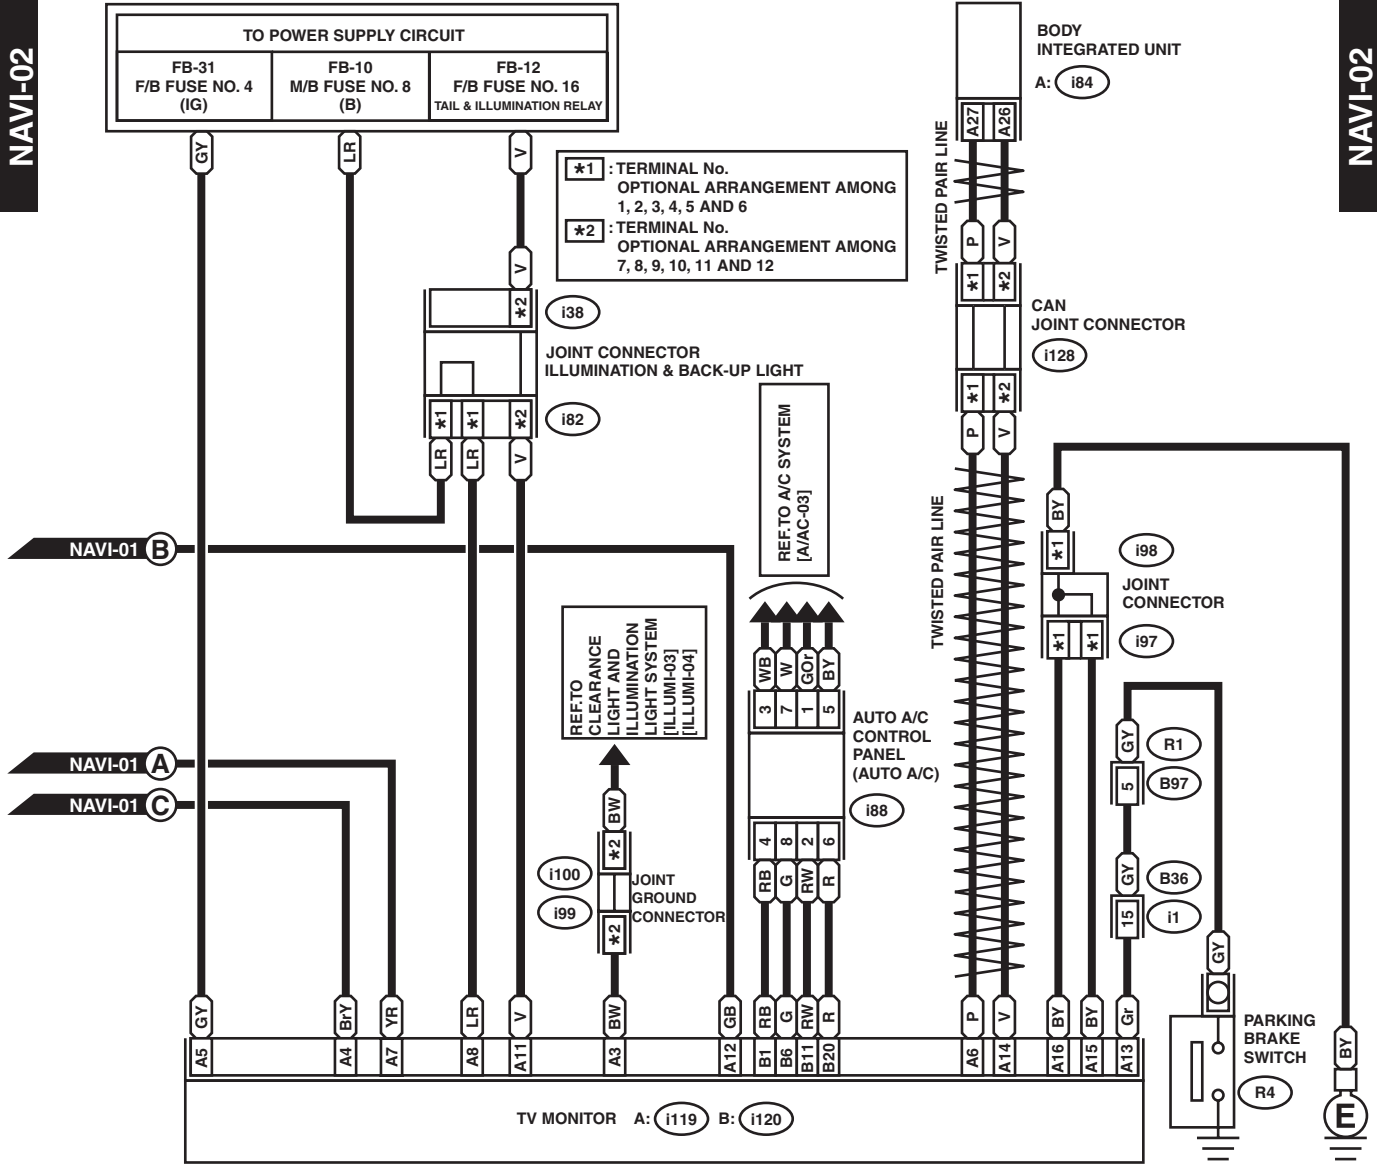 NAVI-02
NAVI-02
TO POWER SUPPLY CIRCUIT
FB-31
F/B FUSE NO. 4
(IG)
FB-10
M/B FUSE NO. 8
(B)
FB-12
F/B FUSE NO. 16
TAIL & ILLUMINATION RELAY
GY
LR
V
*1 : TERMINAL No.
OPTIONAL ARRANGEMENT AMONG
1, 2, 3, 4, 5 AND 6
*2 : TERMINAL No.
OPTIONAL ARRANGEMENT AMONG
7, 8, 9, 10, 11 AND 12
BODY
INTEGRATED UNIT
A: i84
A27
A26
TWISTED PAIR LINE
P
V
*1
*2
CAN
JOINT CONNECTOR
i128
*1
*2
P
V
TWISTED PAIR LINE
V
*2
i38
JOINT CONNECTOR
ILLUMINATION & BACK-UP LIGHT
*1
*1
*2
i82
LR
LR
V
NAVI-01 B
NAVI-01 A
NAVI-01 C
REF.TO A/C SYSTEM
[A/AC-03]
REF.TO
CLEARANCE
LIGHT AND
ILLUMINATION
LIGHT SYSTEM
[ILLUMI-03]
[ILLUMI-04]
BW
*2
i100
i99
JOINT
GROUND
CONNECTOR
*2
WB
W
GOr
BY
3
7
1
5
AUTO A/C
CONTROL
PANEL
(AUTO A/C)
i88
4
8
2
6
RB
G
RW
R
BY
*1
i98
JOINT
CONNECTOR
*1
*1
i97
GY
R1
5
B97
GY
B36
15
i1
GY
PARKING
BRAKE
SWITCH
R4
BY
E
GY
BrY
YR
LR
V
BW
GB
RB
G
RW
R
P
V
BY
BY
Gr
A5
A4
A7
A8
A11
A3
A12
B1
B6
B11
B20
A6
A14
A16
A15
A13
TV MONITOR A: i119 B: i120